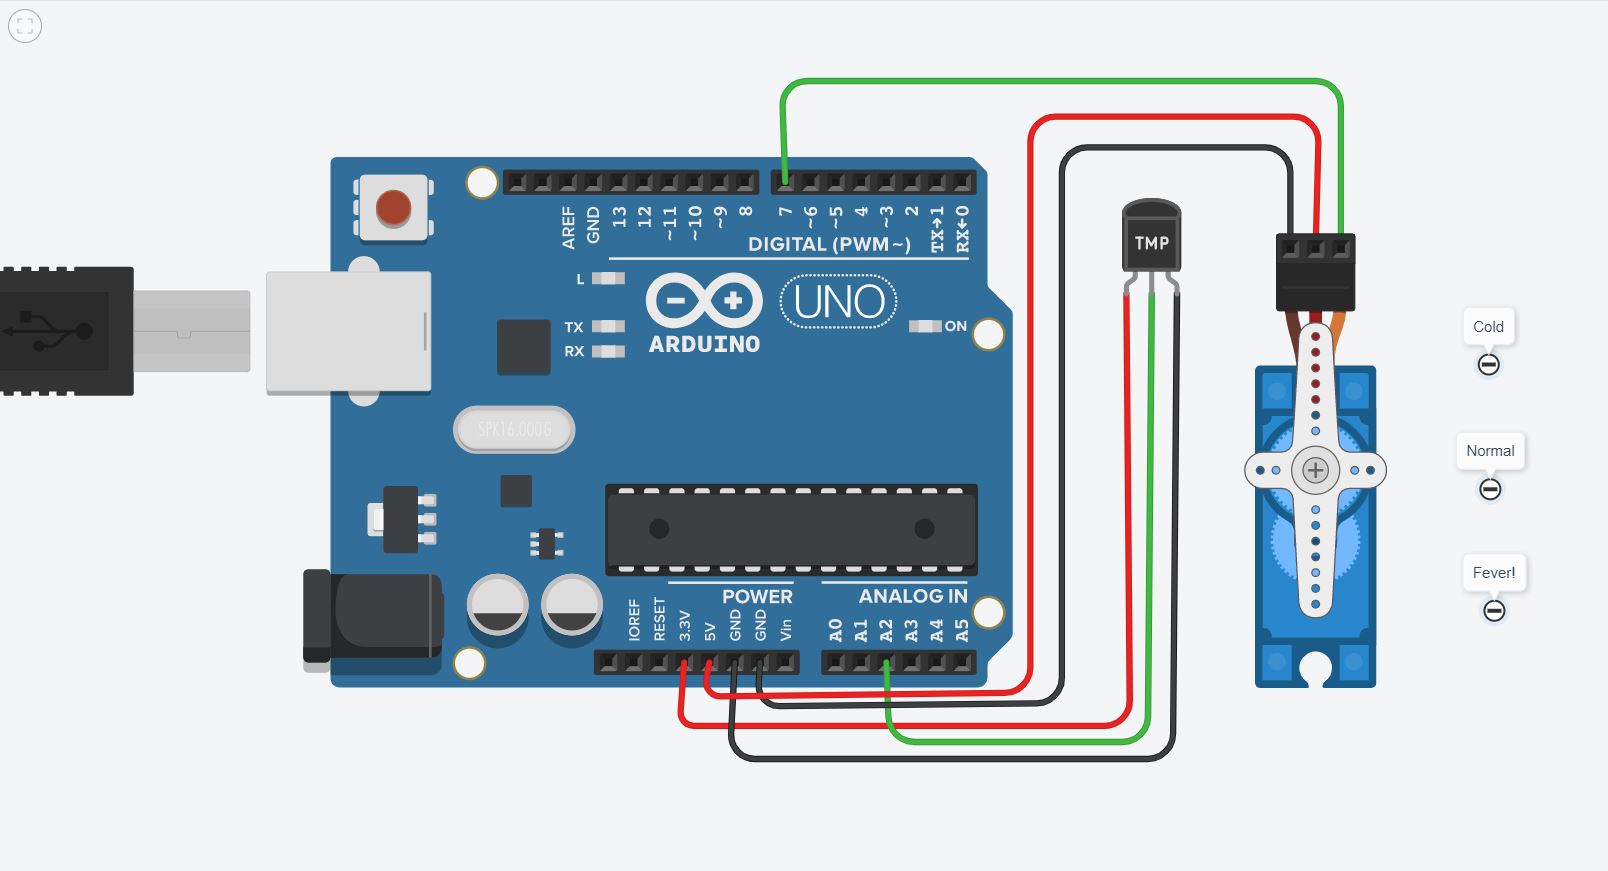 AREF
GND
13
12
~11
~10
~9
8
7
~6
~5
4
~3
2
TX→1
RX←0
DIGITAL (PWM~)
L
TX
RX
ARDUINO
UNO
ON
TMP
SPK16.000G
Cold
Normal
Fever!
POWER
ANALOG IN
IOREF
RESET
3.3V
5V
GND
GND
Vin
A0
A1
A2
A3
A4
A5